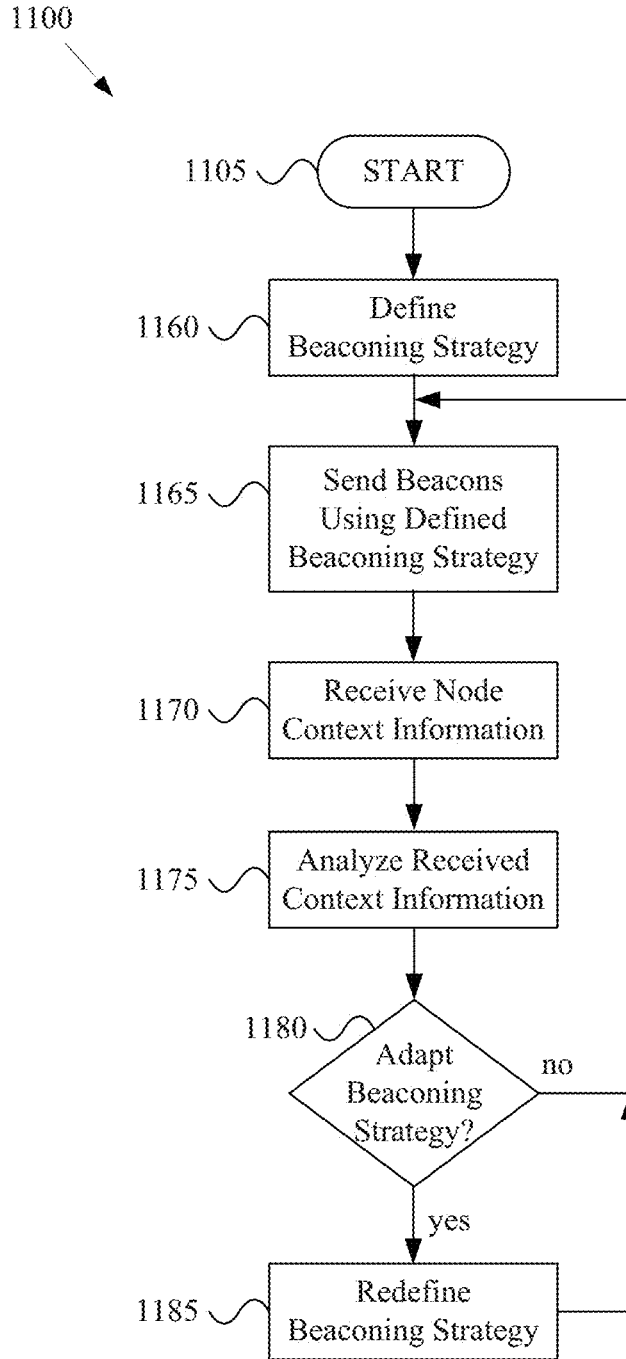 1100
1105
START
1160
Define
Beaconing Strategy
1165
Send Beacons
Using Defined
Beaconing Strategy
1170
Receive Node
Context Information
1175
Analyze Received
Context Information
1180
Adapt
Beaconing
Strategy?
no
yes
1185
Redefine
Beaconing Strategy